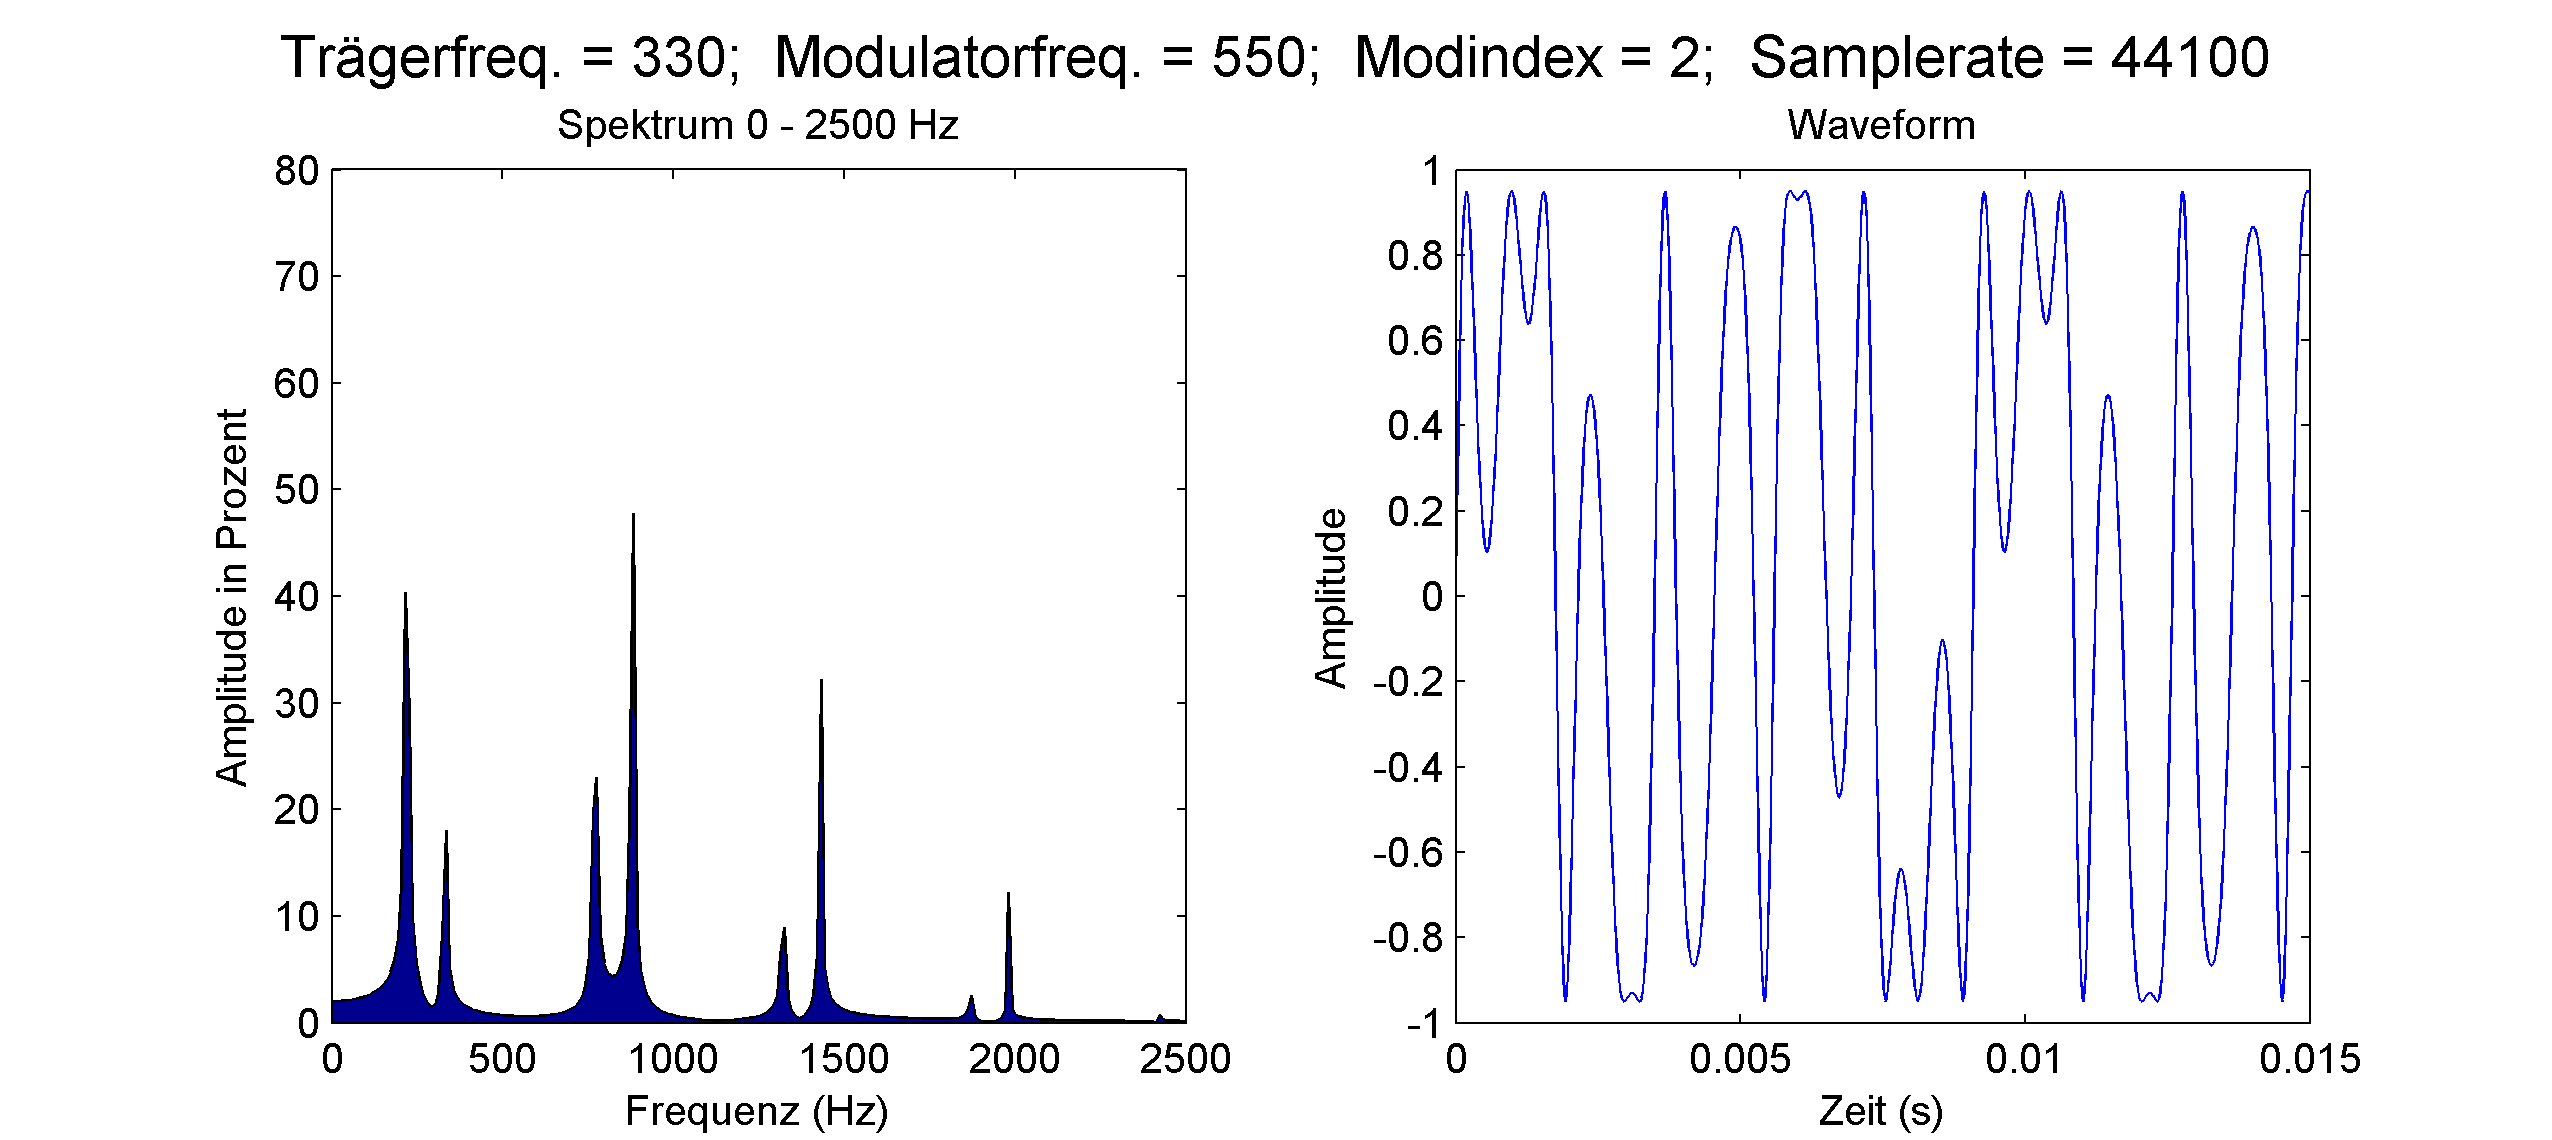 Trägerfreq. = 330;  Modulatorfreq. = 550;  Modindex = 2;  Samplerate = 44100
Spektrum 0 - 2500 Hz
80
70
60
50
40
30
20
10
0
Amplitude in Prozent
0 500 1000 1500 2000 2500
Frequenz (Hz)
Waveform
1
0.8
0.6
0.4
0.2
0
-0.2
-0.4
-0.6
-0.8
-1
Amplitude
0 0.005 0.01 0.015
Zeit (s)